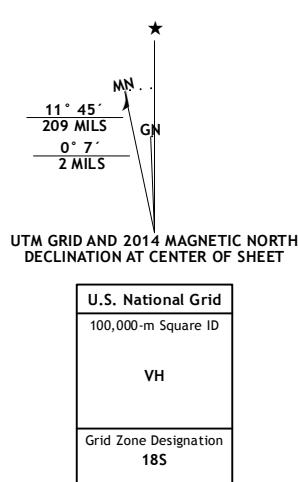 ★
MN
11° 45´
209 MILS
GN
0° 7´
2 MILS
UTM GRID AND 2014 MAGNETIC NORTH
DECLINATION AT CENTER OF SHEET
U.S. National Grid
100,000-m Square ID
VH
Grid Zone Designation
18S